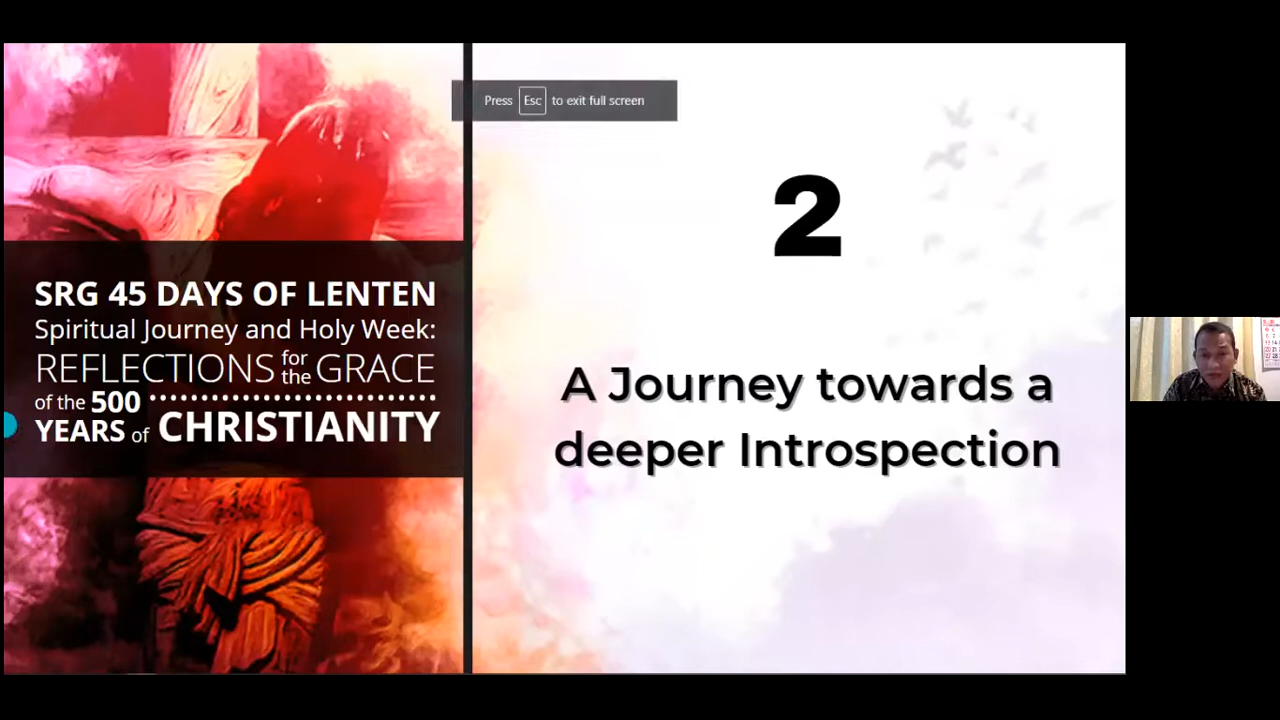 Press Esc to exit full screen
SRG 45 DAYS OF LENTEN
Spiritual Journey and Holy Week:
REFLECTIONS for the GRACE
of the 500
YEARS of CHRISTIANITY
2
A Journey towards a
deeper Introspection